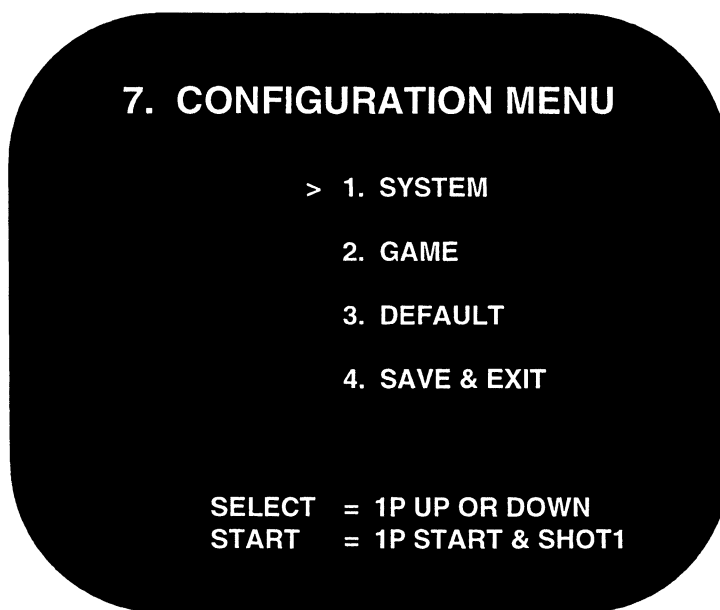 7. CONFIGURATION MENU
> 1. SYSTEM
2. GAME
3. DEFAULT
4. SAVE & EXIT
SELECT = 1P UP OR DOWN
START = 1P START & SHOT1